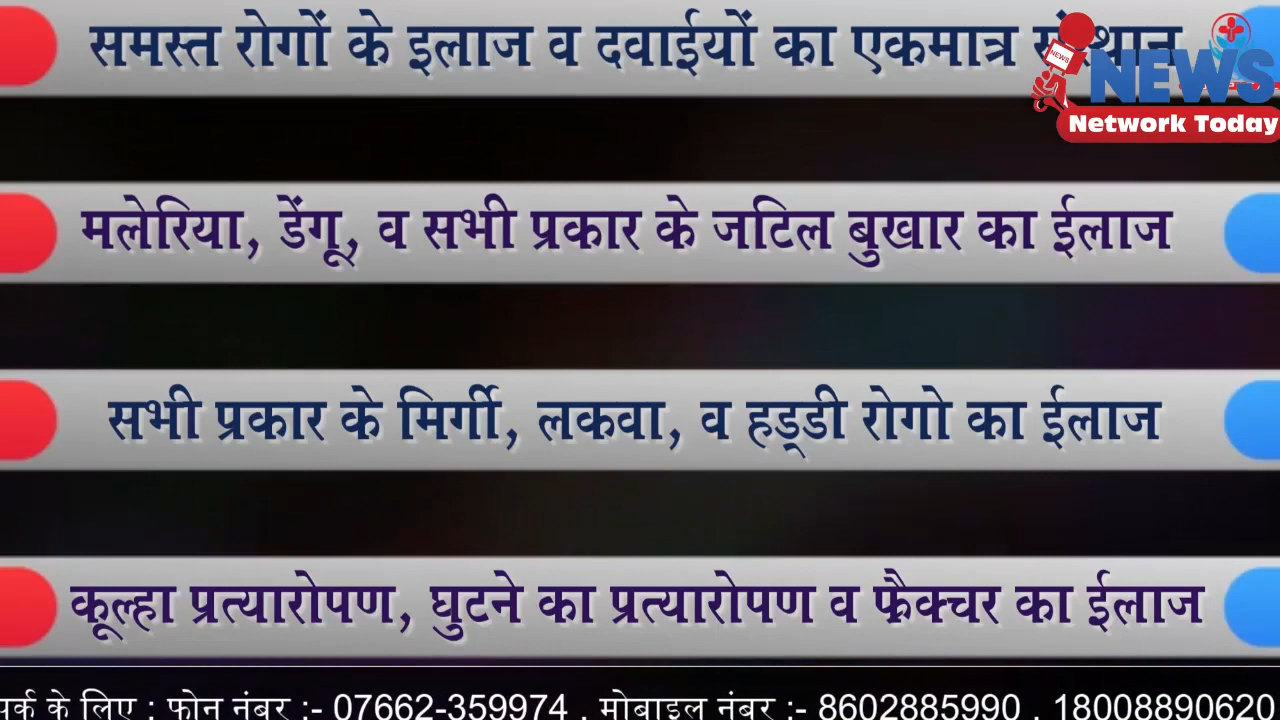 समस्त रोगों के इलाज व दवाईयों का एकमात्र संस्थान
NEWS
NEWS
Network Today
मलेरिया, डेंगू, व सभी प्रकार के जटिल बुखार का ईलाज
सभी प्रकार के मिर्गी, लकवा, व हड्डी रोगो का ईलाज
कूल्हा प्रत्यारोपण, घुटने का प्रत्यारोपण व फ्रैक्चर का ईलाज
के लिए : फोन नंबर :- 07662-359974 , मोबाइल नंबर :- 8602885990 , 18008890620